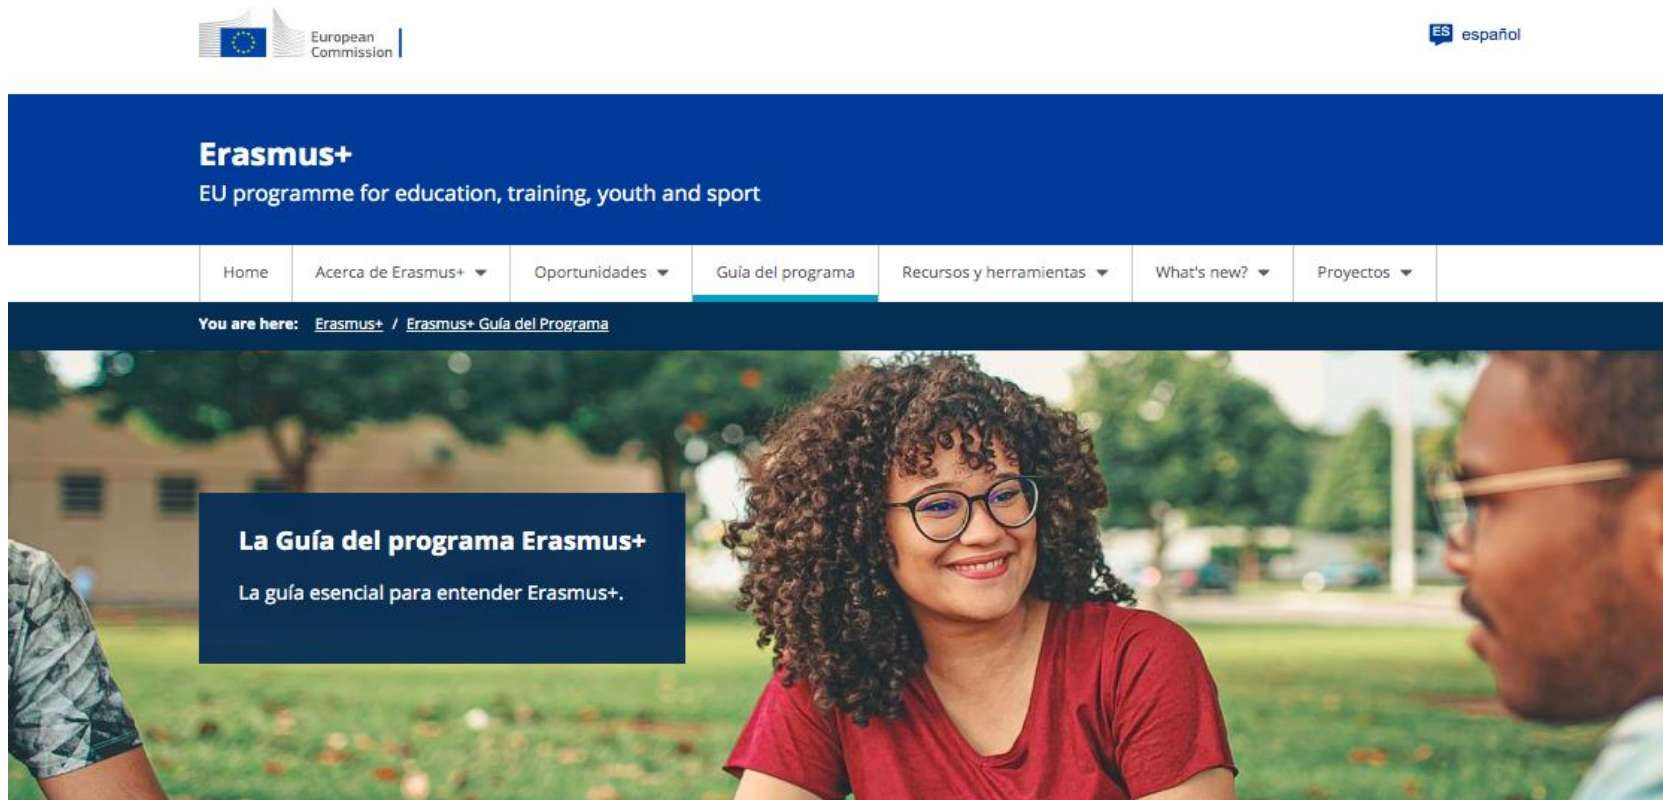 European
Commission
ES español
Erasmus+
EU programme for education, training, youth and sport
Home Acerca de Erasmus+ Oportunidades Guía del programa Recursos y herramientas What's new? Proyectos
You are here: Erasmus+ / Erasmus+ Guía del Programa
La Guía del programa Erasmus+
La guía esencial para entender Erasmus+.